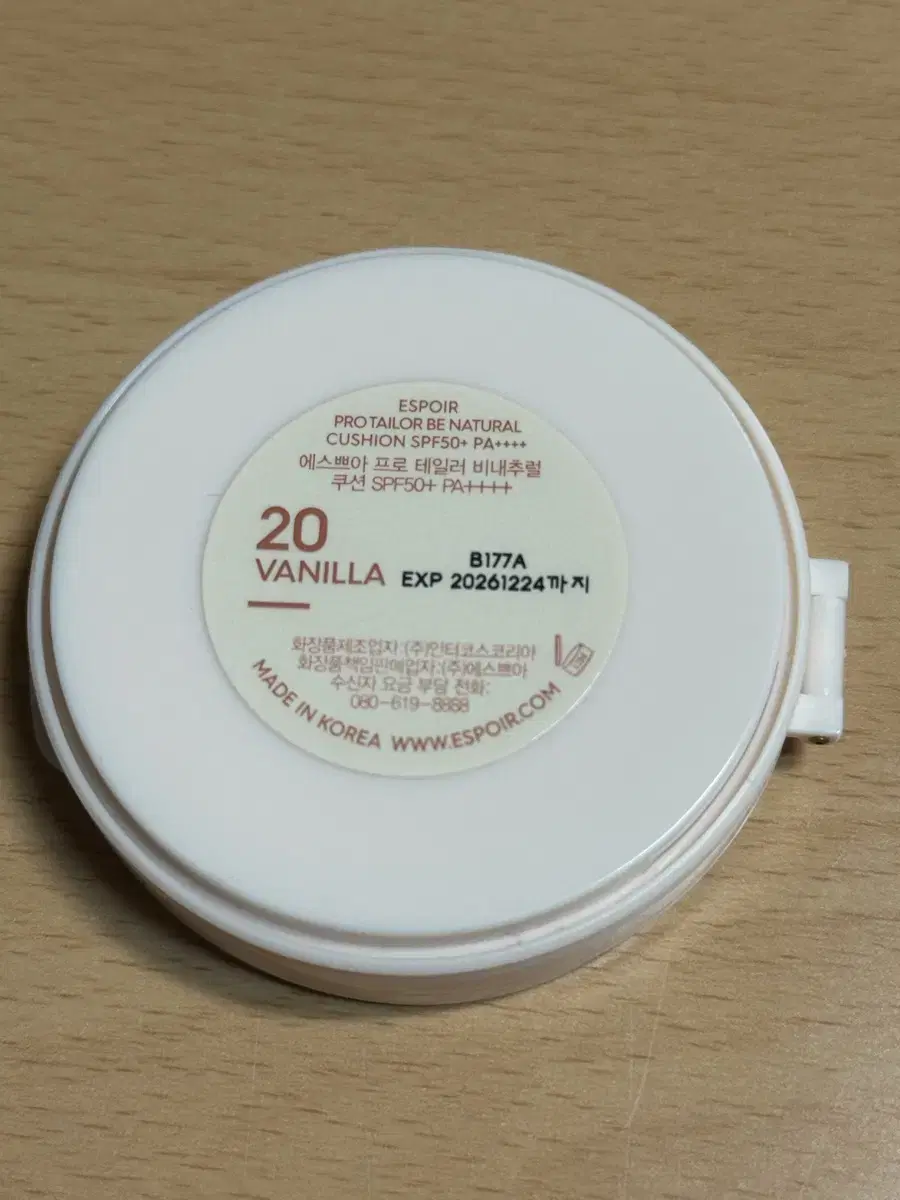 ESPOIR
PRO TAILOR BE NATURAL
CUSHION SPF50+ PA++++
에스쁘아 프로 테일러 비내추럴
쿠션 SPF50+ PA++++
20
VANILLA
B177A
EXP 20261224까지
화장품제조업자:(주)인터코스코리아
화장품책임판매업자:(주)에스쁘아
수신자 요금 부담 전화:
080-619-8888
MADE IN KOREA WWW.ESPOIR.COM